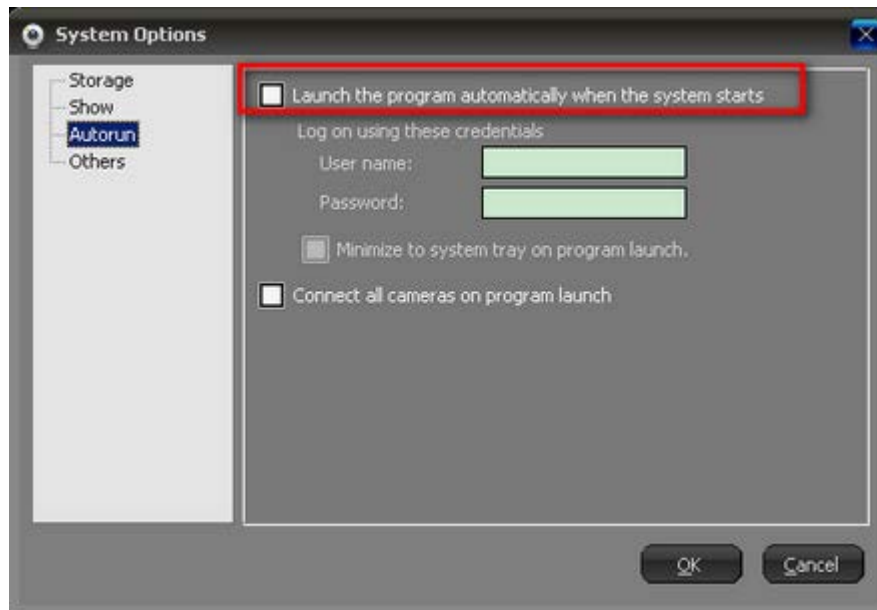 System Options
Storage
Show
Autorun
Others
Launch the program automatically when the system starts
Log on using these credentials
User name:
Password:
Minimize to system tray on program launch.
Connect all cameras on program launch
OK
Cancel